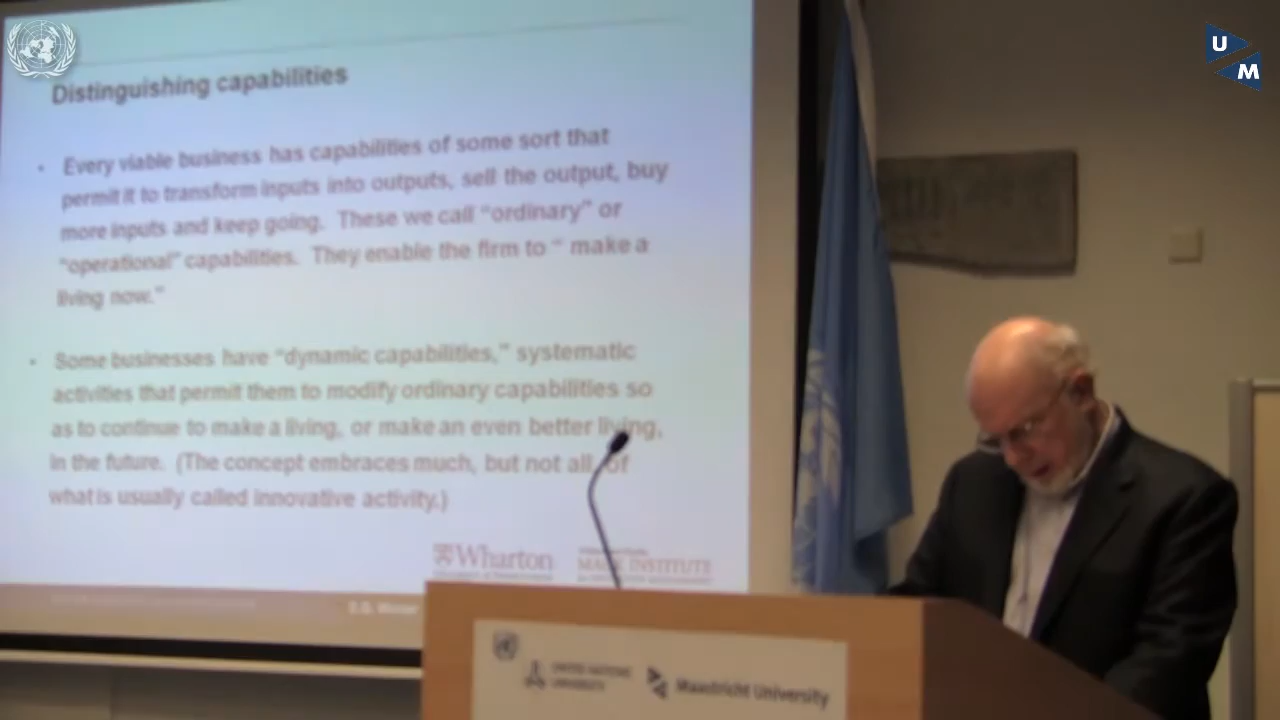 Distinguishing capabilities
• Every viable business has capabilities of some sort that
permit it to transform inputs into outputs, sell the output, buy
more inputs and keep going. These we call “ordinary” or
“operational” capabilities. They enable the firm to “ make a
living now.”
• Some businesses have “dynamic capabilities,” systematic
activities that permit them to modify ordinary capabilities so
as to continue to make a living, or make an even better living,
in the future. (The concept embraces much, but not all, of
what is usually called innovative activity.)
Wharton
MACK INSTITUTE
S.G. Winter
U
M
UNITED NATIONS
UNIVERSITY
Maastricht University